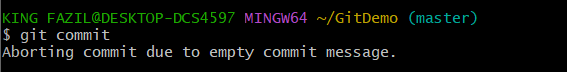 KING FAZIL@DESKTOP-DCS4597 MINGW64 ~/GitDemo (master)
$ git commit
Aborting commit due to empty commit message.